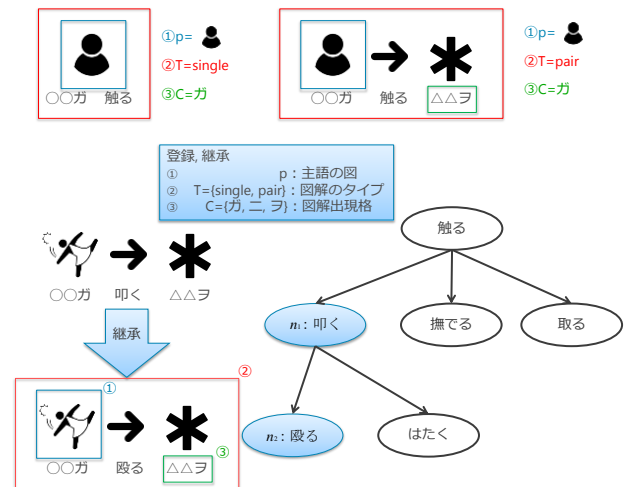 ①p=
②T=single
③C=ガ
○○ガ 触る
①p=
②T=pair
③C=ガ
○○ガ 触る △△ヲ
登録, 継承
① p：主語の図
② T={single, pair}：図解のタイプ
③ C={ガ, ニ, ヲ}：図解出現格
触る
○○ガ 叩く △△ヲ
n₁：叩く
撫でる
取る
継承
②
①
n₂：殴る
はたく
③
○○ガ 殴る △△ヲ